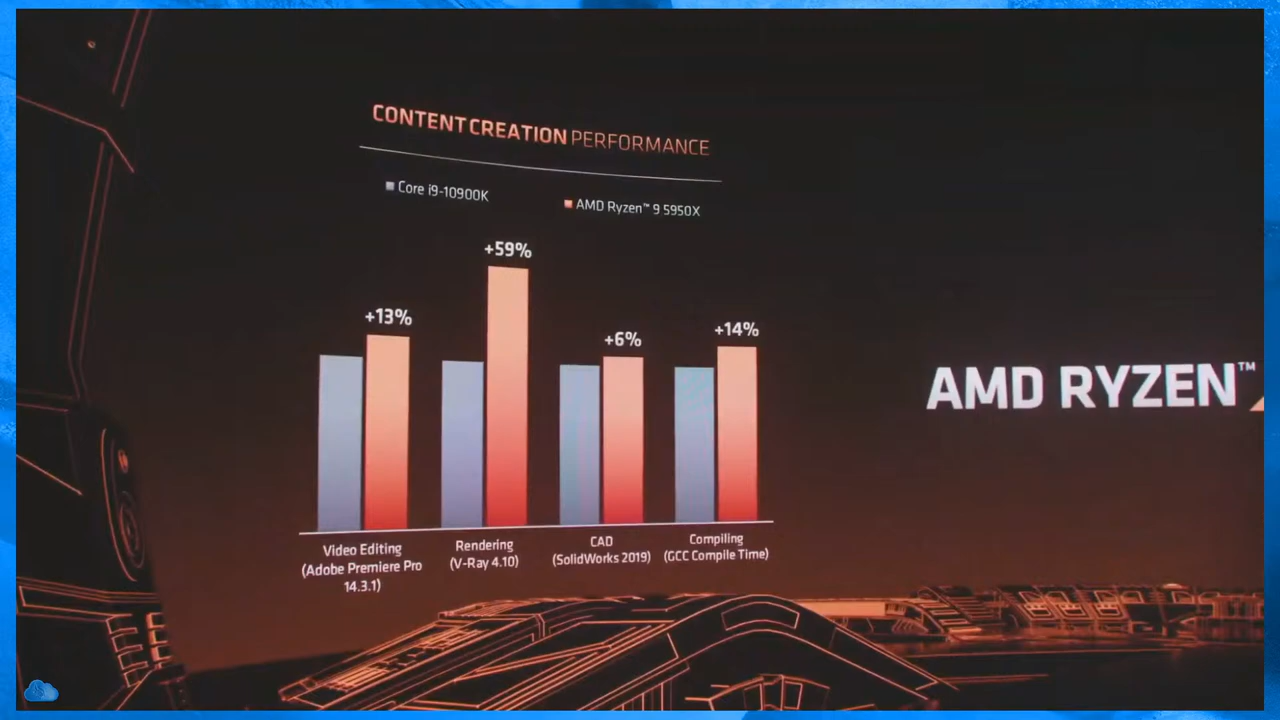 CONTENT CREATION PERFORMANCE
Core i9-10900K
AMD Ryzen™ 9 5950X
+13%
+59%
+6%
+14%
Video Editing
(Adobe Premiere Pro
14.3.1)
Rendering
(V-Ray 4.10)
CAD
(SolidWorks 2019)
Compiling
(GCC Compile Time)
AMD RYZEN™